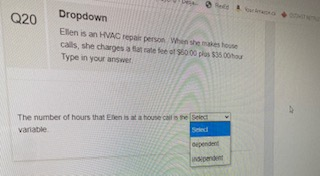 Q20
Dropdown
Ellen is an HVAC repair person. When she makes house
calls, she charges a flat rate fee of $60.00 plus $35.00/hour
Type in your answer.
The number of hours that Ellen is at a house call is the Select
variable.
Select
dependent
independent